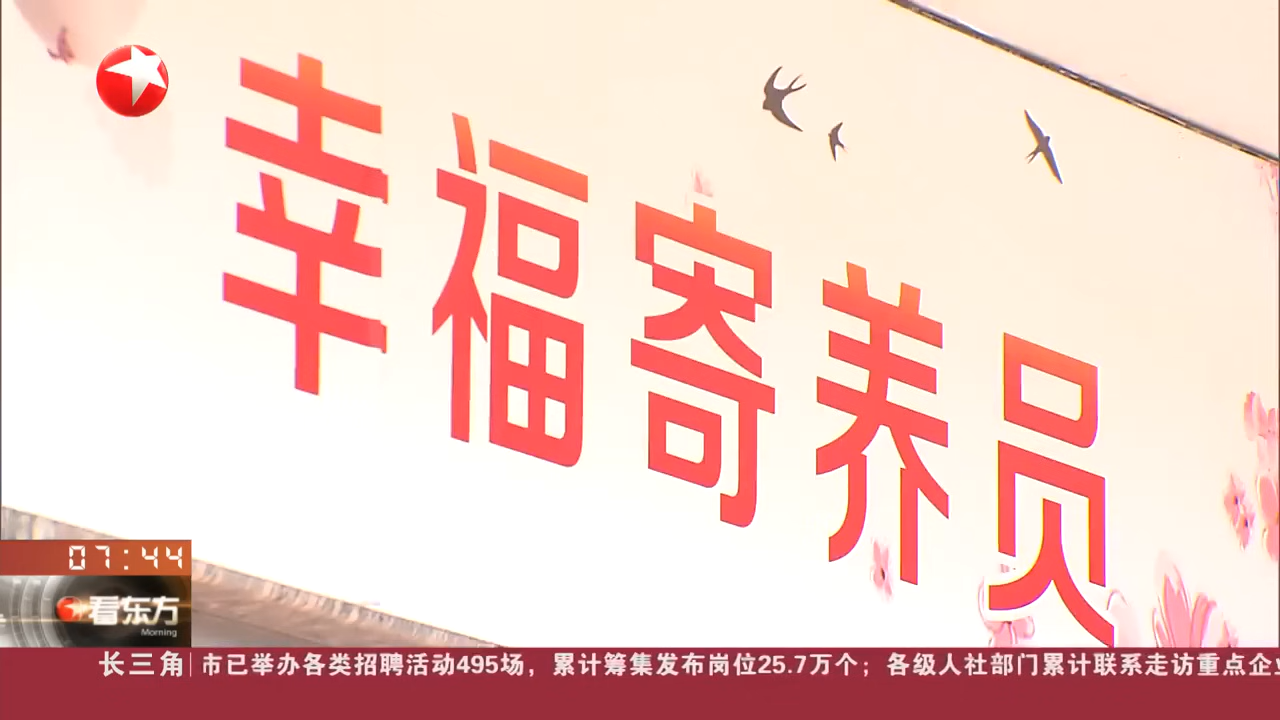 幸福寄养员
07:44
看东方
Morning
长三角 市已举办各类招聘活动495场，累计筹集发布岗位25.7万个；各级人社部门累计联系走访重点企